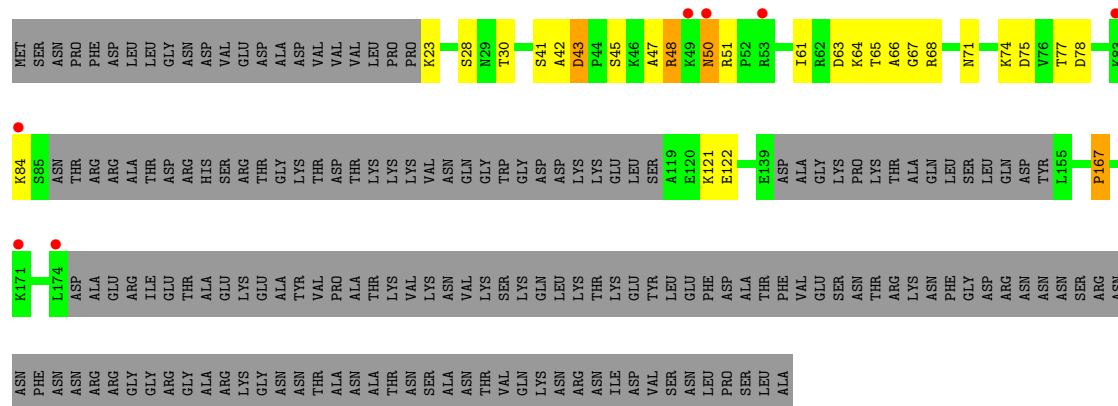 MET SER ASN PRO PHE ASP LEU LEU GLY ASN ASP VAL GLU ASP ALA ASP VAL VAL VAL LEU PRO PRO K23 S28 N29 T30 S41 A42 D43 P44 S45 K46 A47 R48 K49 N50 R51 P52 R53 I61 R62 D63 K64 T65 A66 G67 R68 N71 K74 D75 V76 T77 D78 K83
K84 S85 ASN THR ARG ARG ALA THR ASP ARG HIS SER ARG THR GLY LYS THR ASP THR LYS LYS LYS VAL ASN GLN GLY TRP GLY ASP ASP LYS LYS GLU LEU SER A119 E120 K121 E122 E139 ASP ALA GLY LYS PRO LYS THR ALA GLN LEU SER LEU GLN ASP TYR L155 P167
K171 L174 ASP ALA GLU ARG ILE GLU THR ALA GLU LYS GLU ALA TYR VAL PRO ALA THR LYS VAL LYS ASN VAL LYS SER LYS GLN LEU LYS THR LYS GLU TYR LEU GLU PHE ASP ALA THR PHE VAL GLU SER ASN THR ARG LYS ASN PHE GLY ASP ARG ASN ASN ASN SER ARG ASN
ASN PHE ASN ASN ARG ARG GLY GLY ARG GLY ALA ARG LYS GLY ASN ASN THR ALA ASN ALA THR ASN SER ALA ASN THR VAL GLN LYS ASN ARG ASN ILE ASP VAL SER ASN LEU PRO SER LEU ALA